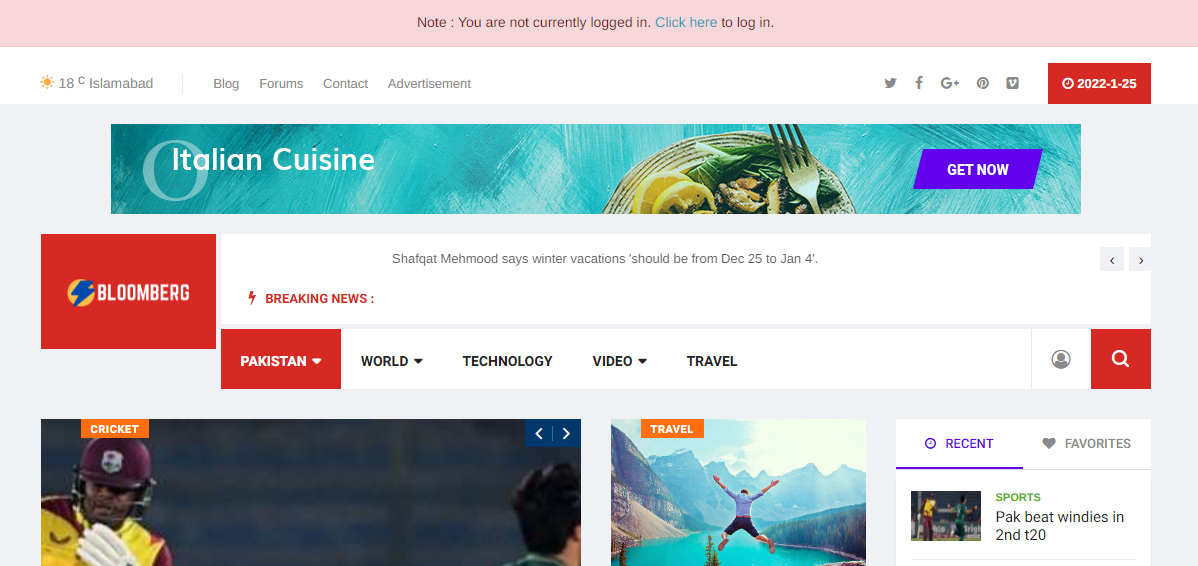 Note : You are not currently logged in. Click here to log in.
18 C Islamabad
Blog
Forums
Contact
Advertisement
2022-1-25
O
Italian Cuisine
GET NOW
BLOOMBERG
Shafqat Mehmood says winter vacations 'should be from Dec 25 to Jan 4'.
BREAKING NEWS :
PAKISTAN
WORLD
TECHNOLOGY
VIDEO
TRAVEL
CRICKET
TRAVEL
RECENT
FAVORITES
SPORTS
Pak beat windies in
2nd t20